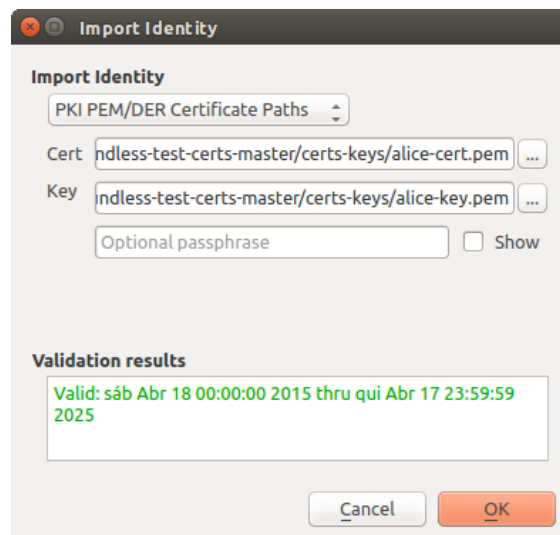 Import Identity
Import Identity
PKI PEM/DER Certificate Paths
Cert ndless-test-certs-master/certs-keys/alice-cert.pem ...
Key undless-test-certs-master/certs-keys/alice-key.pem ...
Optional passphrase Show
Validation results
Valid: sáb Abr 18 00:00:00 2015 thru qui Abr 17 23:59:59
2025
Cancel OK